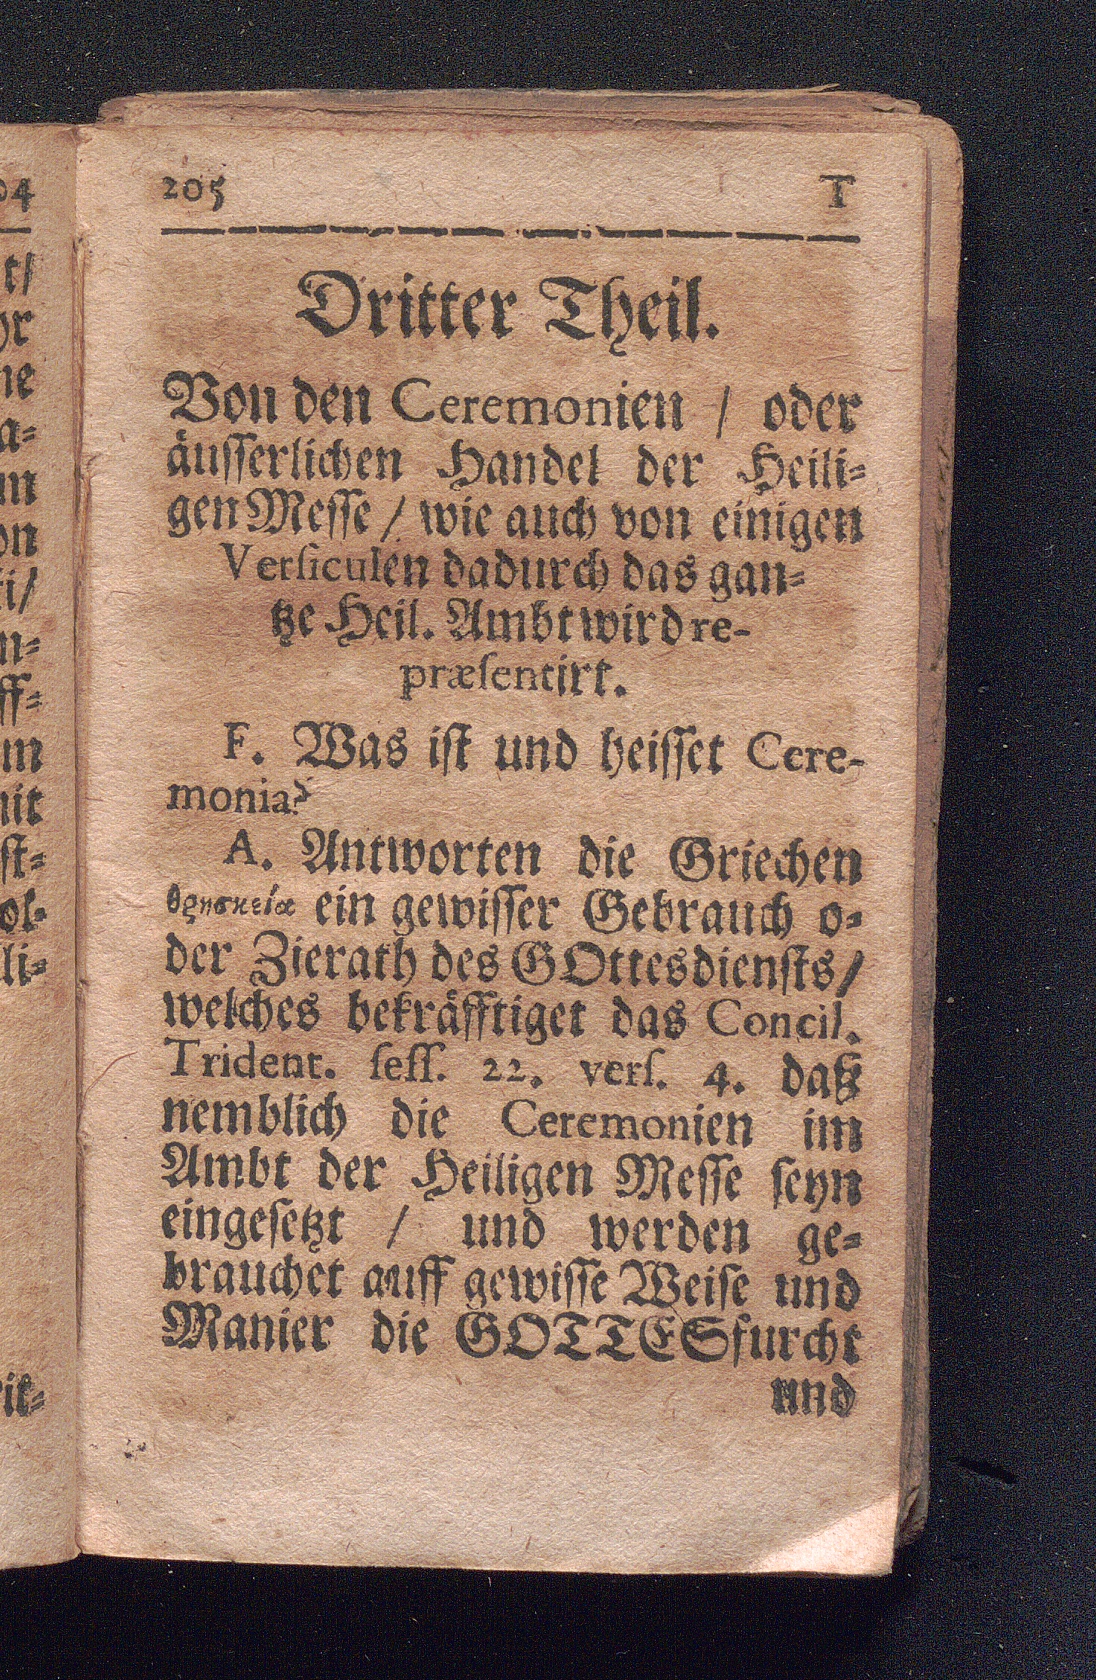 205 T
Dritter Theil.
Von den Ceremonien / oder
äusserlichen Handel der Heili-
gen Messe / wie auch von einigen
Versiculen dadurch das gan-
tze Heil. Ambt wird re-
præsentirt.
F. Was ist und heisset Cere-
monia?
A. Antworten die Griechen
θρησκεία ein gewisser Gebrauch o-
der Zierath des GOttesdiensts /
welches bekräfftiget das Concil.
Trident. sess. 22. vers. 4. daß
nemblich die Ceremonien im
Ambt der Heiligen Messe seyn
eingesetzt / und werden ge-
brauchet auff gewisse Weise und
Manier die GOTTESfurcht
und